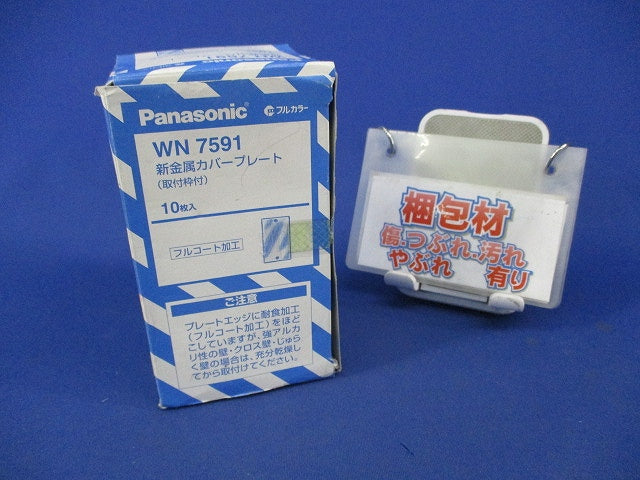 Panasonic フルカラー
WN 7591
新金属カバープレート
(取付枠付)
10枚入
フルコート加工
ご注意
プレートエッジに耐食加工
(フルコート加工)をほど
こしていますが、強アルカ
リ性の壁・クロス壁・じゅら
く壁の場合は、充分乾燥し
てから取付けてください。
梱包材
傷・つぶれ・汚れ
やぶれ 有り